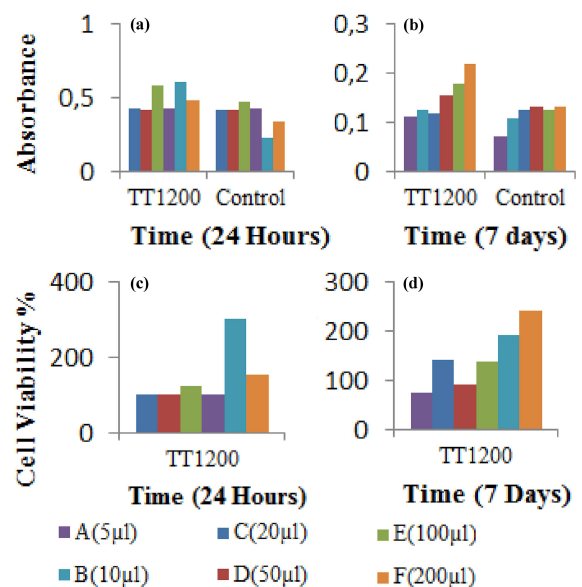 (a)
Absorbance
1
0,5
0
TT1200 Control
Time (24 Hours)
(b)
0,3
0,2
0,1
0
TT1200 Control
Time (7 days)
(c)
Cell Viability %
400
200
0
TT1200
Time (24 Hours)
(d)
300
200
100
0
TT1200
Time (7 Days)
A(5µl) C(20µl) E(100µl)
B(10µl) D(50µl) F(200µl)